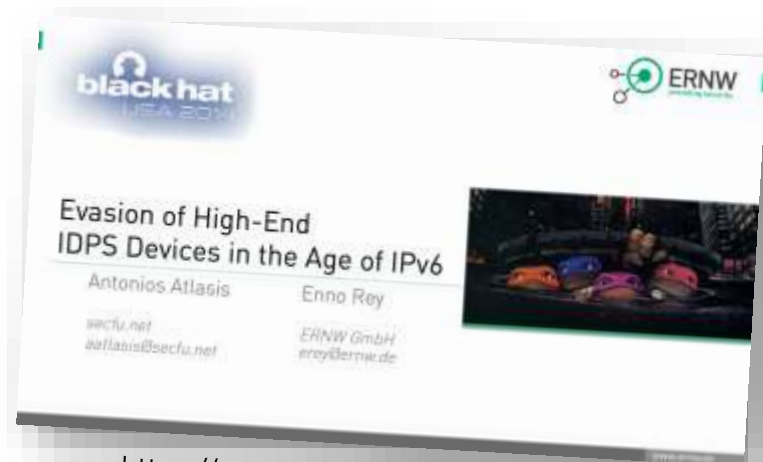 black hat
ERNW
Evasion of High-End
IDPS Devices in the Age of IPv6
Antonios Atlasis
Enno Rey
secfu.net
aatlasis@secfu.net
ERNW GmbH
erey@ernw.de